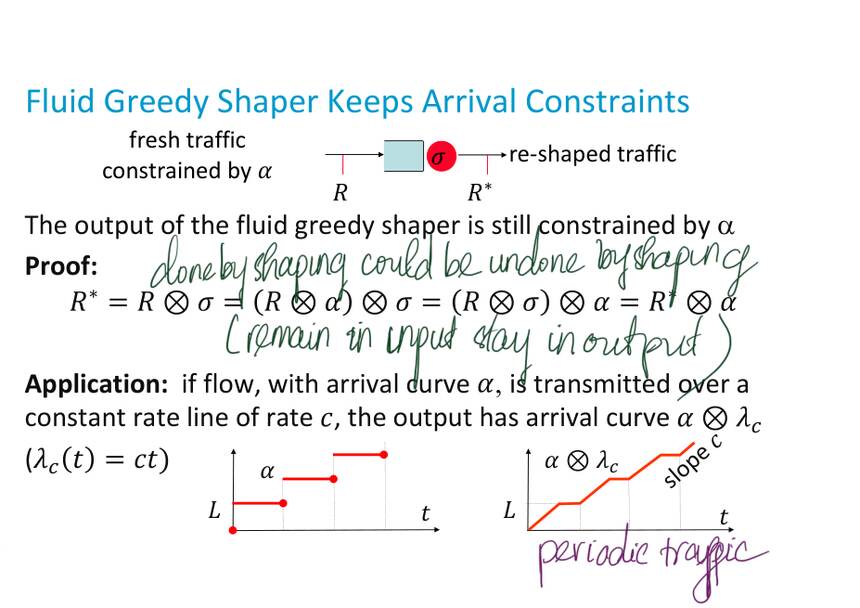 Fluid Greedy Shaper Keeps Arrival Constraints
fresh traffic
constrained by α
σ
re-shaped traffic
R
R*
The output of the fluid greedy shaper is still constrained by α
Proof:
done by shaping could be undone by shaping
R* = R ⊗ σ = (R ⊗ α) ⊗ σ = (R ⊗ σ) ⊗ α = R* ⊗ α
(remain in input stay in output)
Application: if flow, with arrival curve α, is transmitted over a
constant rate line of rate c, the output has arrival curve α ⊗ λc
(λc(t) = ct)
α
L
t
α ⊗ λc
slope c
L
t
periodic traffic